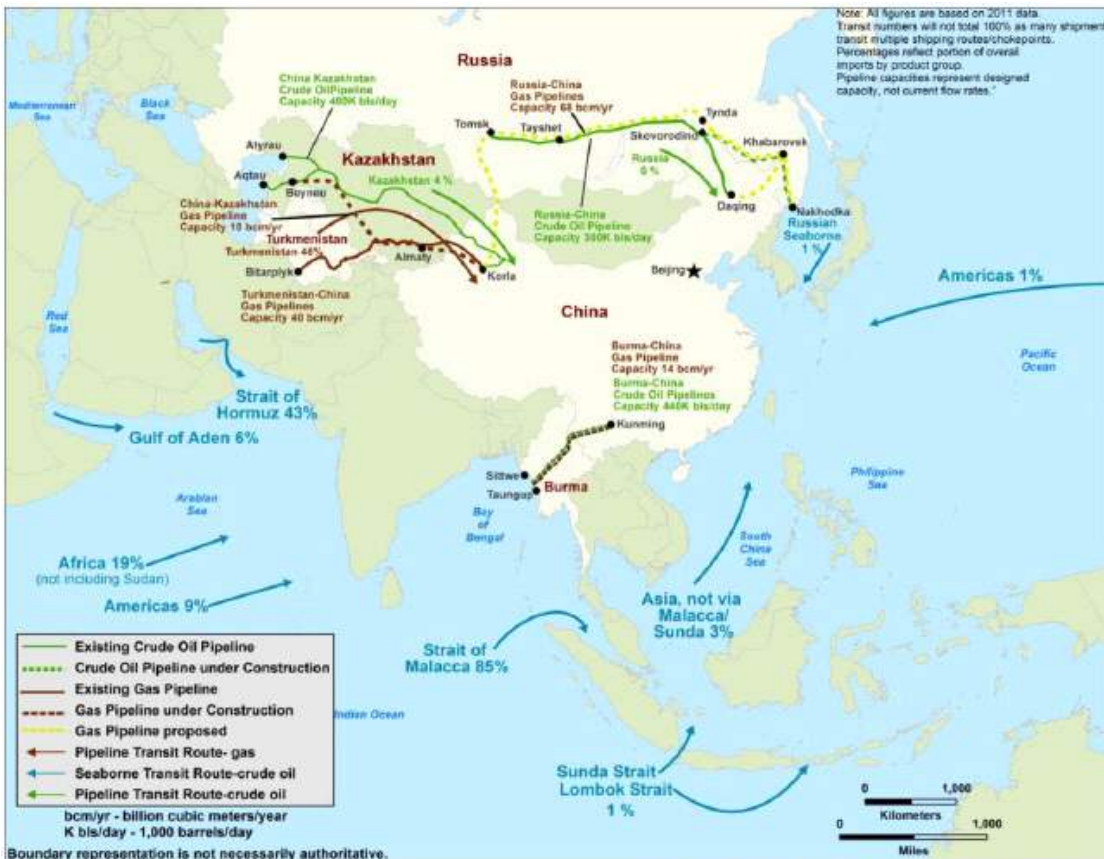 Note: All figures are based on 2011 data.
Transit numbers will not total 100% as many shipment
transit multiple shipping routes/chokepoints.
Percentages reflect portion of overall
imports by product group.
Pipeline capacities represent designed
capacity, not current flow rates."
Russia
China Kazakhstan
Crude OilPipeline
Capacity 400K bls/day
Russia-China
Gas Pipelines
Capacity 68 bcm/yr
Mediterranean
Sea
Black
Sea
Tomsk
Tayshet
Tynda
Skovorodino
Khabarovsk
Atyrau
Kazakhstan
Aqtau
Beyneu
Kazakhstan 4 %
Russia
6 %
Daqing
Nakhodka
China-Kazakhstan
Gas Pipeline
Capacity 10 bcm/yr
Russia-China
Crude Oil Pipeline
Capacity 300K bls/day
Russian
Seaborne
1 %
Turkmenistan
Turkmenistan 46%
Almaty
Bitarplyk
Korla
Beijing
Americas 1%
Turkmenistan-China
Gas Pipelines
Capacity 40 bcm/yr
China
Red
Sea
Burma-China
Gas Pipeline
Capacity 14 bcm/yr
Burma-China
Crude Oil Pipelines
Capacity 440K bls/day
Pacific
Ocean
Strait of
Hormuz 43%
Gulf of Aden 6%
Kunming
Sittwe
Taungup
Burma
Philippine
Sea
Arabian
Sea
Bay
of
Bengal
South
China
Sea
Africa 19%
(not including Sudan)
Americas 9%
Asia, not via
Malacca/
Sunda 3%
Strait of
Malacca 85%
Existing Crude Oil Pipeline
Crude Oil Pipeline under Construction
Existing Gas Pipeline
Gas Pipeline under Construction
Gas Pipeline proposed
Pipeline Transit Route- gas
Seaborne Transit Route-crude oil
Pipeline Transit Route-crude oil
Indian Ocean
Sunda Strait
Lombok Strait
1 %
bcm/yr - billion cubic meters/year
K bls/day - 1,000 barrels/day
0 1,000
Kilometers
0 1,000
Miles
Boundary representation is not necessarily authoritative.